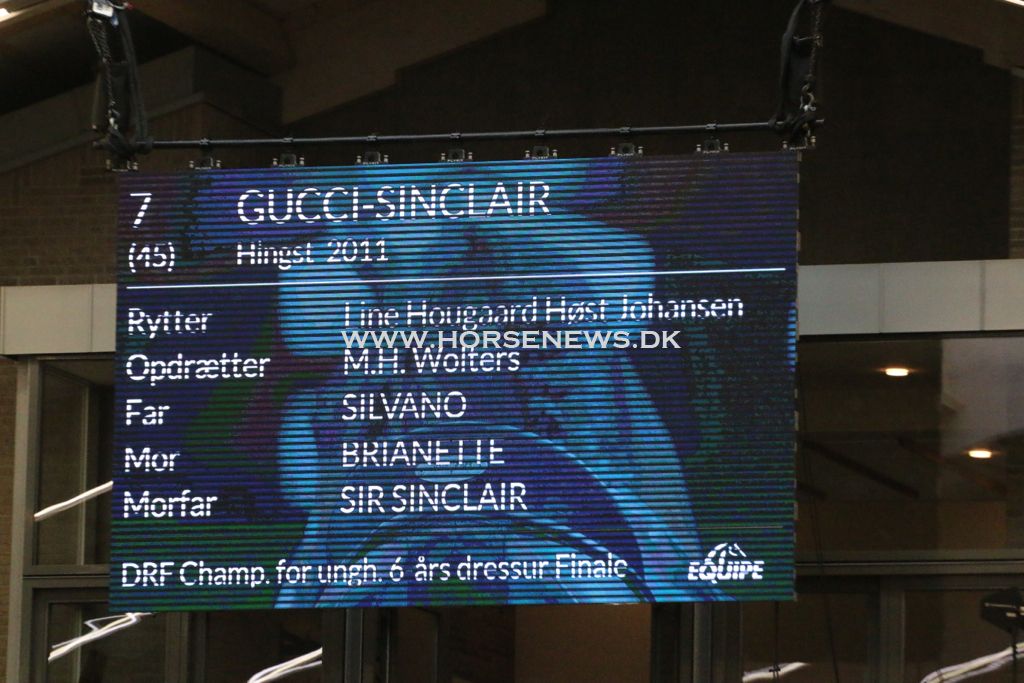 7 GUCCI-SINCLAIR
(45) Hingst 2011
Rytter Line Hougaard Høst Johansen
WWW.HORSENEWS.DK
Opdrætter M.H. Wolters
Far SILVANO
Mor BRIANETTE
Morfar SIR SINCLAIR
DRF Champ. for ungh. 6 års dressur Finale EQUIPE